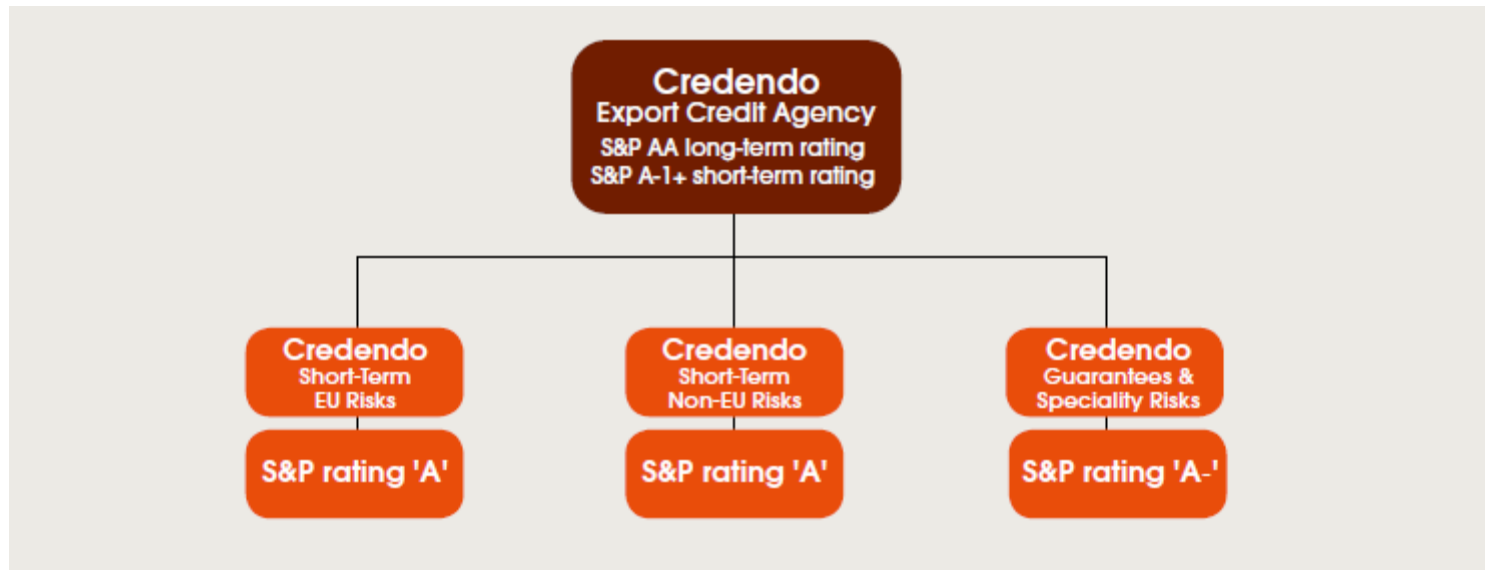 Credendo
Export Credit Agency
S&P AA long-term rating
S&P A-1+ short-term rating
Credendo
Short-Term
EU Risks
S&P rating 'A'
Credendo
Short-Term
Non-EU Risks
S&P rating 'A'
Credendo
Guarantees &
Speciality Risks
S&P rating 'A-'